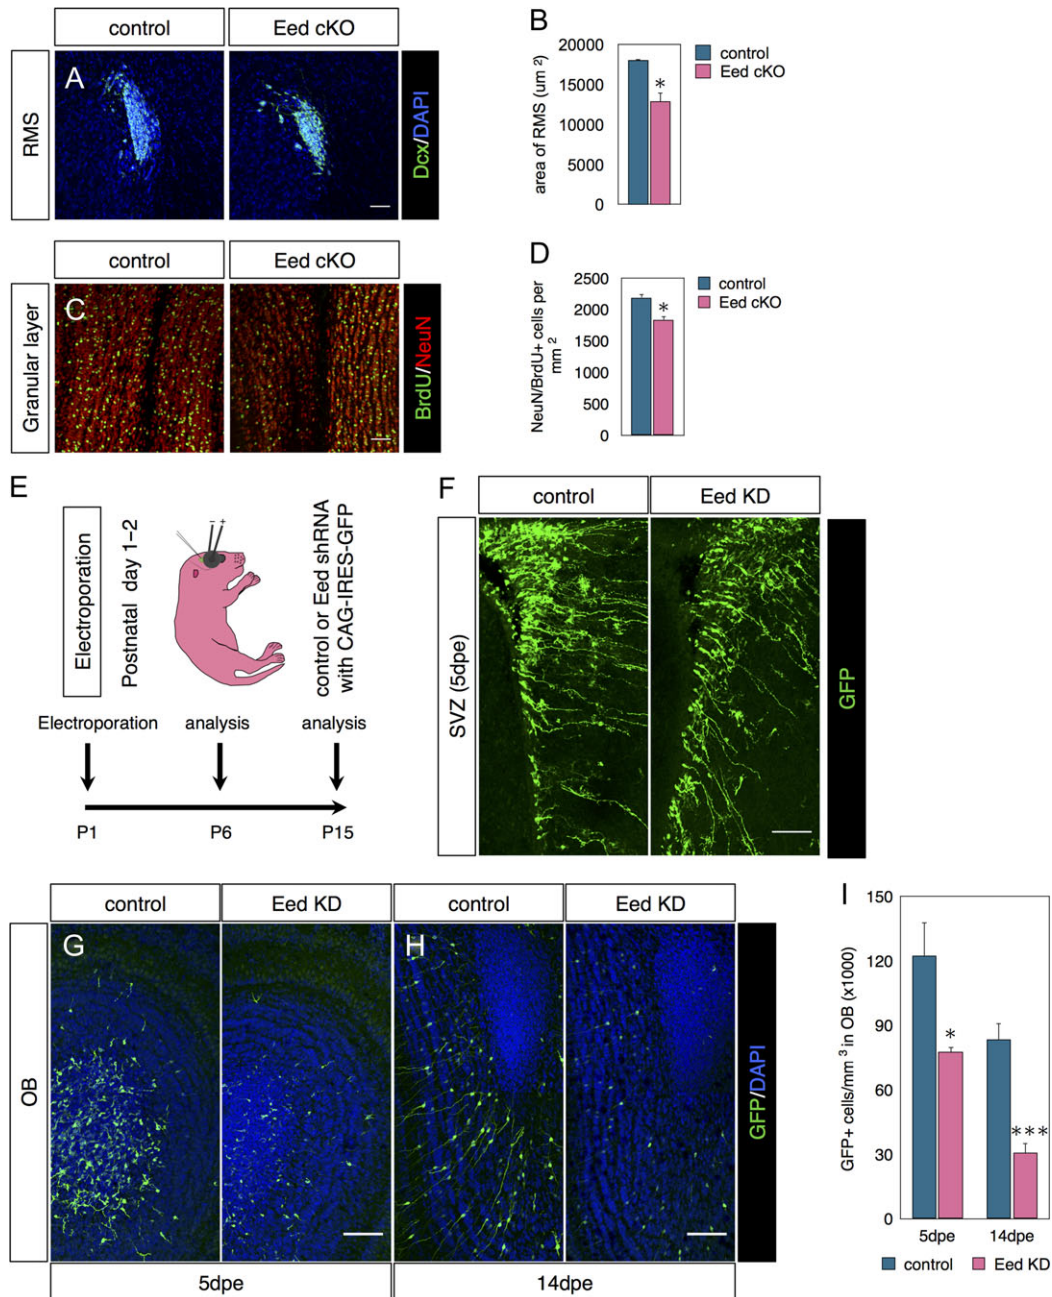 control
Eed cKO
A
RMS
Dcx/DAPI
B
20000
15000
10000
5000
0
area of RMS (um 2)
*
control
Eed cKO
control
Eed cKO
C
Granular layer
BrdU/NeuN
D
2500
2000
1500
1000
500
0
NeuN/BrdU+ cells per
mm 2
*
control
Eed cKO
E
Electroporation
Postnatal day 1–2
− +
control or Eed shRNA
with CAG-IRES-GFP
Electroporation
analysis
analysis
P1
P6
P15
F
control
Eed KD
SVZ (5dpe)
GFP
control
Eed KD
control
Eed KD
G
H
OB
GFP/DAPI
5dpe
14dpe
I
150
120
90
60
30
0
GFP+ cells/mm 3 in OB (x1000)
*
***
5dpe
14dpe
control
Eed KD